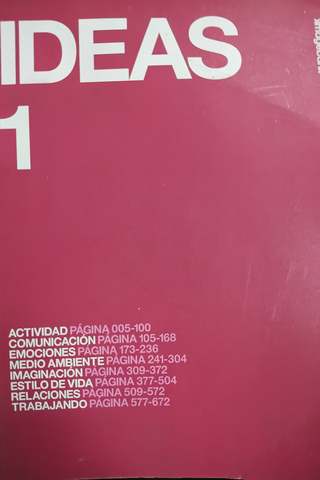 IDEAS
1
ACTIVIDAD PÁGINA 005-100
COMUNICACIÓN PÁGINA 105-168
EMOCIONES PÁGINA 173-236
MEDIO AMBIENTE PÁGINA 241-304
IMAGINACIÓN PÁGINA 309-372
ESTILO DE VIDA PÁGINA 377-504
RELACIONES PÁGINA 509-572
TRABAJANDO PÁGINA 577-672